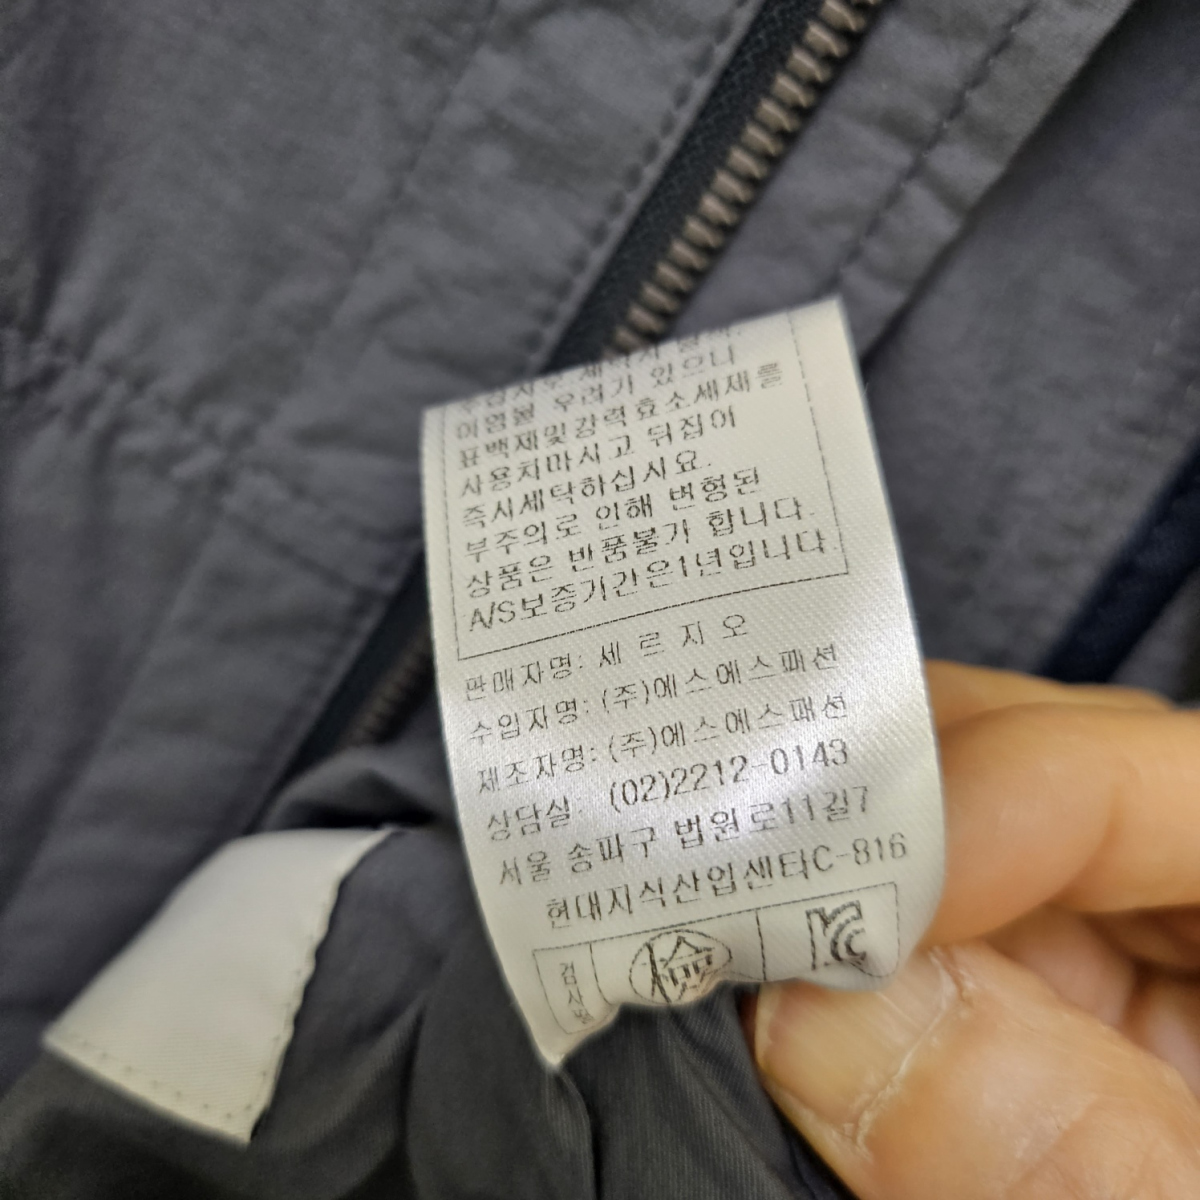 이염될 우려가 있으니
표백제및강력효소세제를
사용치마시고 뒤집어
즉시세탁하십시요.
부주의로 인해 변형된
상품은 반품불가 합니다.
A/S보증기간은1년입니다.
판매자명: 세 르 지 오
수입자명: (주)에스에스패션
제조자명: (주)에스에스패션
상담실: (02)2212-0143
서울 송파구 법원로11길7
현대지식산업센타C-816
검사필 檢 KC